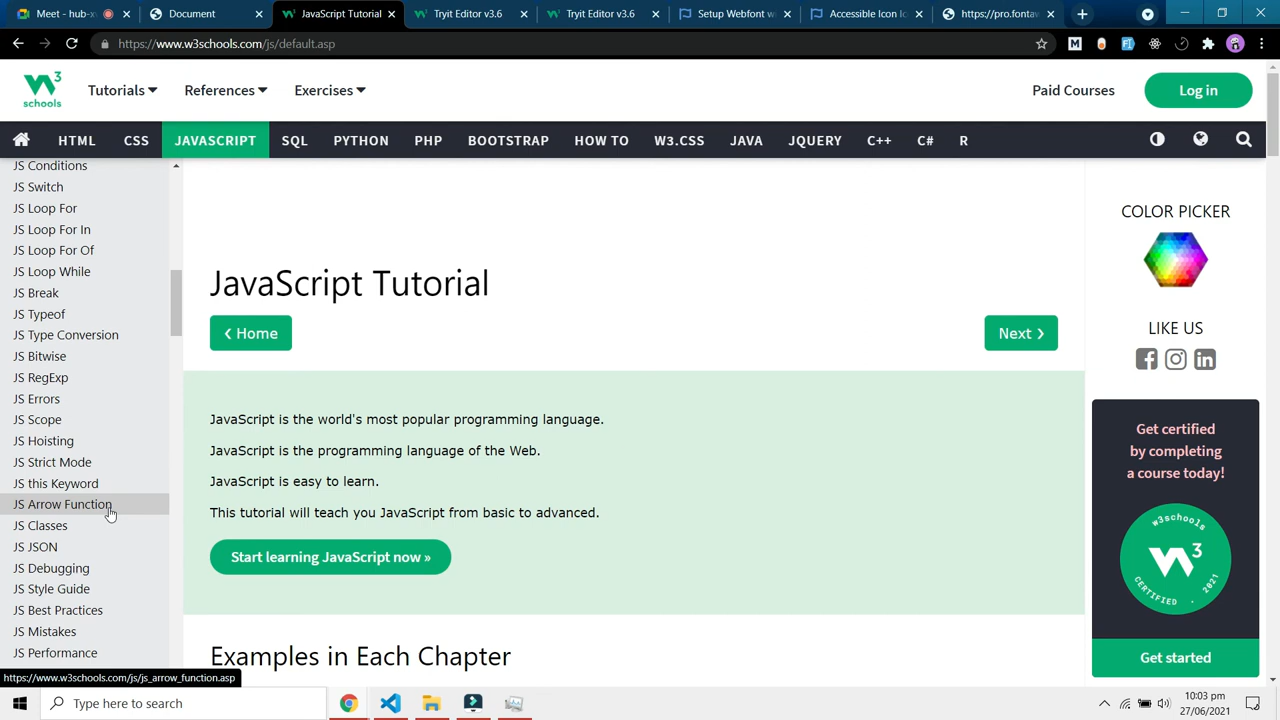 Meet - hub-x
Document
JavaScript Tutorial
Tryit Editor v3.6
Tryit Editor v3.6
Setup Webfont w
Accessible Icon
https://pro.fontaw
https://www.w3schools.com/js/default.asp
schools
Tutorials
References
Exercises
Paid Courses
Log in
HTML
CSS
JAVASCRIPT
SQL
PYTHON
PHP
BOOTSTRAP
HOW TO
W3.CSS
JAVA
JQUERY
C++
C#
R
JS Conditions
JS Switch
JS Loop For
JS Loop For In
JS Loop For Of
JS Loop While
JS Break
JS Typeof
JS Type Conversion
JS Bitwise
JS RegExp
JS Errors
JS Scope
JS Hoisting
JS Strict Mode
JS this Keyword
JS Arrow Function
JS Classes
JS JSON
JS Debugging
JS Style Guide
JS Best Practices
JS Mistakes
JS Performance
https://www.w3schools.com/js/js_arrow_function.asp
JavaScript Tutorial
❮ Home
Next ❯
JavaScript is the world's most popular programming language.
JavaScript is the programming language of the Web.
JavaScript is easy to learn.
This tutorial will teach you JavaScript from basic to advanced.
Start learning JavaScript now »
Examples in Each Chapter
COLOR PICKER
LIKE US
Get certified
by completing
a course today!
w3schools
W3
CERTIFIED . 2021
Get started
Type here to search
10:03 pm
27/06/2021